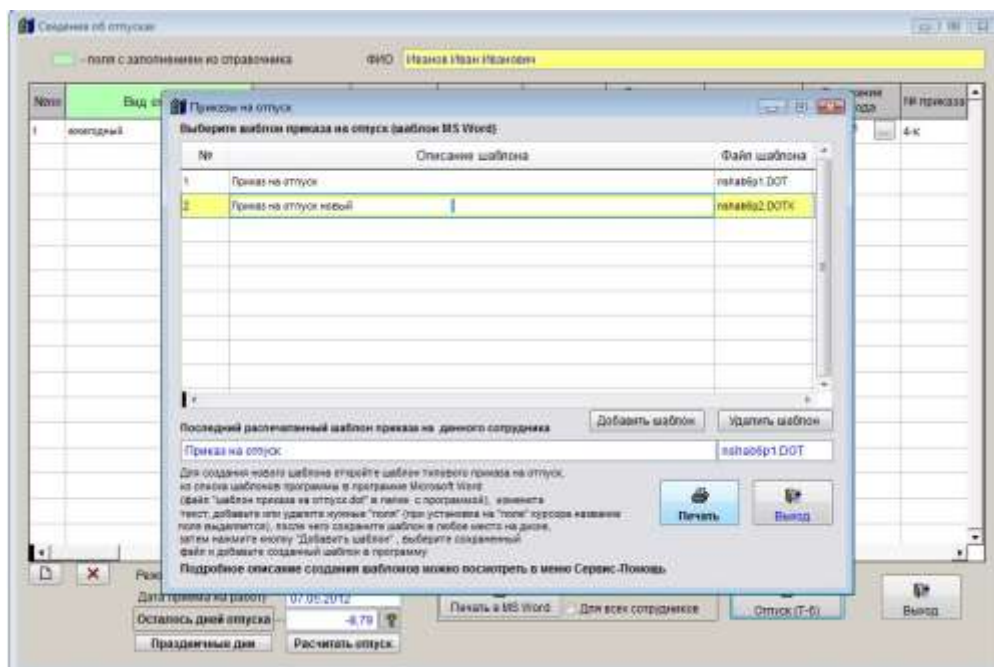 Сведения об отпусках
- поля с заполнением из справочника ФИО Иванов Иван Иванович
№пп Вид № приказа
1 ежегодный 4-к
Приказы на отпуск
Выберите шаблон приказа на отпуск (шаблон MS Word)
№ Описание шаблона Файл шаблона
1 Приказ на отпуск nshab6p1.DOT
2 Приказ на отпуск новый nshab6p2.DOTX
Добавить шаблон Удалить шаблон
Последний распечатанный шаблон приказа на данного сотрудника
Приказ на отпуск nshab6p1.DOT
Для создания нового шаблона откройте шаблон типового приказа на отпуск,
из списка шаблонов программы в программе Microsoft Word
(файл "шаблон приказа на отпуск.dot" в папке с программой), измените
текст, добавьте или удалите нужные "поля" (при установке на "поле" курсора название
поля выделяется), после чего сохраните шаблон в любое место на диске,
затем нажмите кнопку "Добавить шаблон", выберите сохраненный
файл и добавьте созданный шаблон в программу
Печать Выход
Подробное описание создания шаблонов можно посмотреть в меню Сервис-Помощь
Дата приема на работу 07.05.2012
Печать в MS Word Для всех сотрудников Отпуск (Т-6) Выход
Осталось дней отпуска -8,79 ?
Праздничные дни Расчитать отпуск